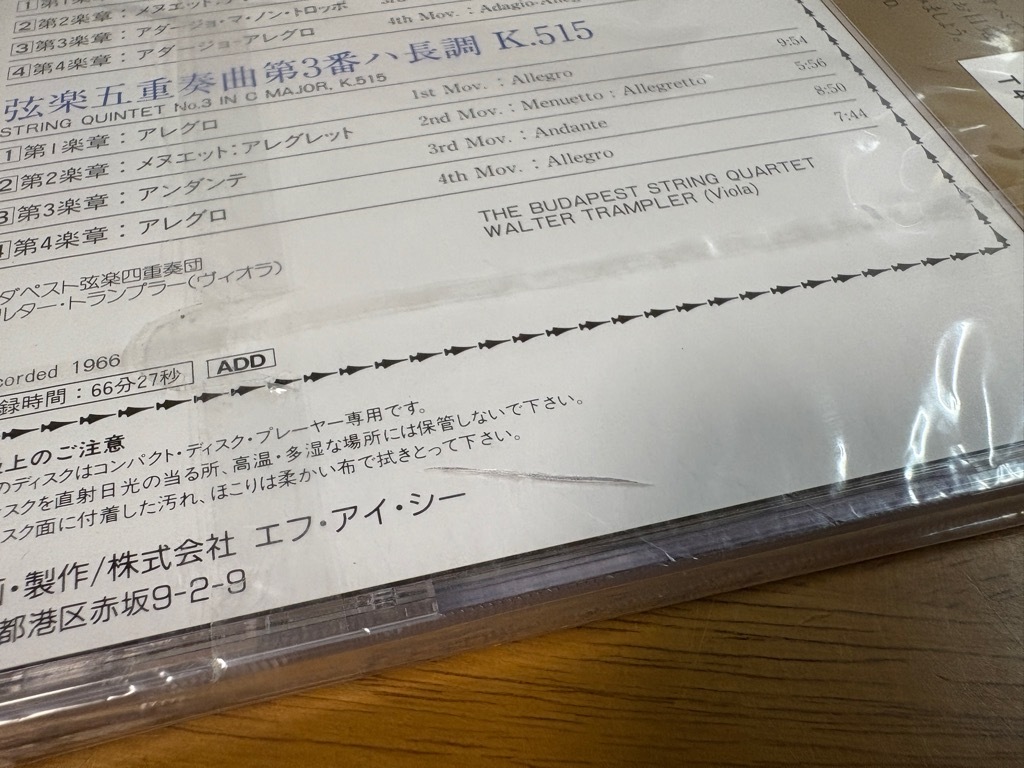 1 第1楽章
2 第2楽章 : メヌエット:
3 第3楽章 : アダージョ・マ・ノン・トロッポ
4 第4楽章 : アダージョ・アレグロ 4th Mov. : Adagio-Allegro
弦楽五重奏曲第3番ハ長調 K.515
STRING QUINTET No.3 IN C MAJOR, K.515
1 第1楽章 : アレグロ 1st Mov. : Allegro 9:54
2 第2楽章 : メヌエット : アレグレット 2nd Mov. : Menuetto : Allegretto 5:56
3 第3楽章 : アンダンテ 3rd Mov. : Andante 8:50
4 第4楽章 : アレグロ 4th Mov. : Allegro 7:44
THE BUDAPEST STRING QUARTET
WALTER TRAMPLER (Viola)
ダペスト弦楽四重奏団
ルター・トランプラー(ヴィオラ)
corded 1966
録時間 : 66分27秒 ADD
上のご注意
のディスクはコンパクト・ディスク・プレーヤー専用です。
スクを直射日光の当る所、高温・多湿な場所には保管しないで下さい。
スク面に付着した汚れ、ほこりは柔かい布で拭きとって下さい。
・製作/株式会社 エフ・アイ・シー
都港区赤坂9-2-9
T4